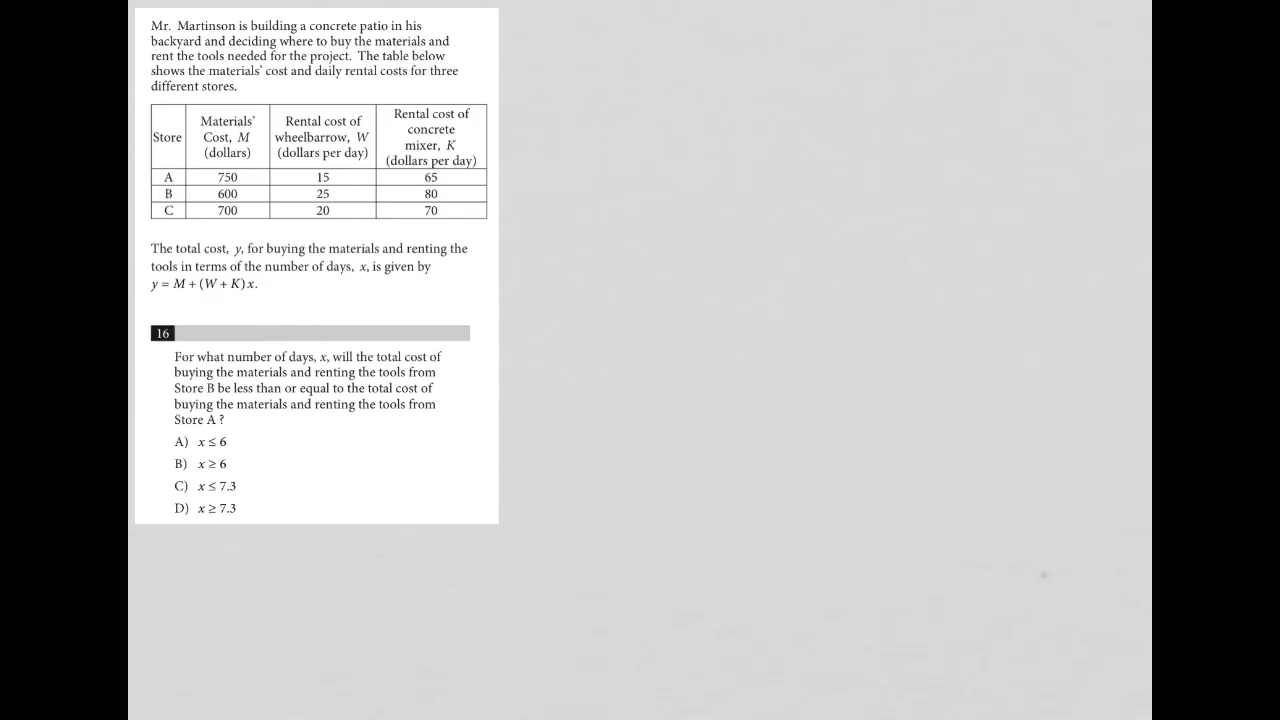 Mr. Martinson is building a concrete patio in his
backyard and deciding where to buy the materials and
rent the tools needed for the project. The table below
shows the materials’ cost and daily rental costs for three
different stores.
Store
Materials’
Cost, M
(dollars)
Rental cost of
wheelbarrow, W
(dollars per day)
Rental cost of
concrete
mixer, K
(dollars per day)
A 750 15 65
B 600 25 80
C 700 20 70
The total cost, y, for buying the materials and renting the
tools in terms of the number of days, x, is given by
y = M + (W + K)x.
16
For what number of days, x, will the total cost of
buying the materials and renting the tools from
Store B be less than or equal to the total cost of
buying the materials and renting the tools from
Store A ?
A) x ≤ 6
B) x ≥ 6
C) x ≤ 7.3
D) x ≥ 7.3